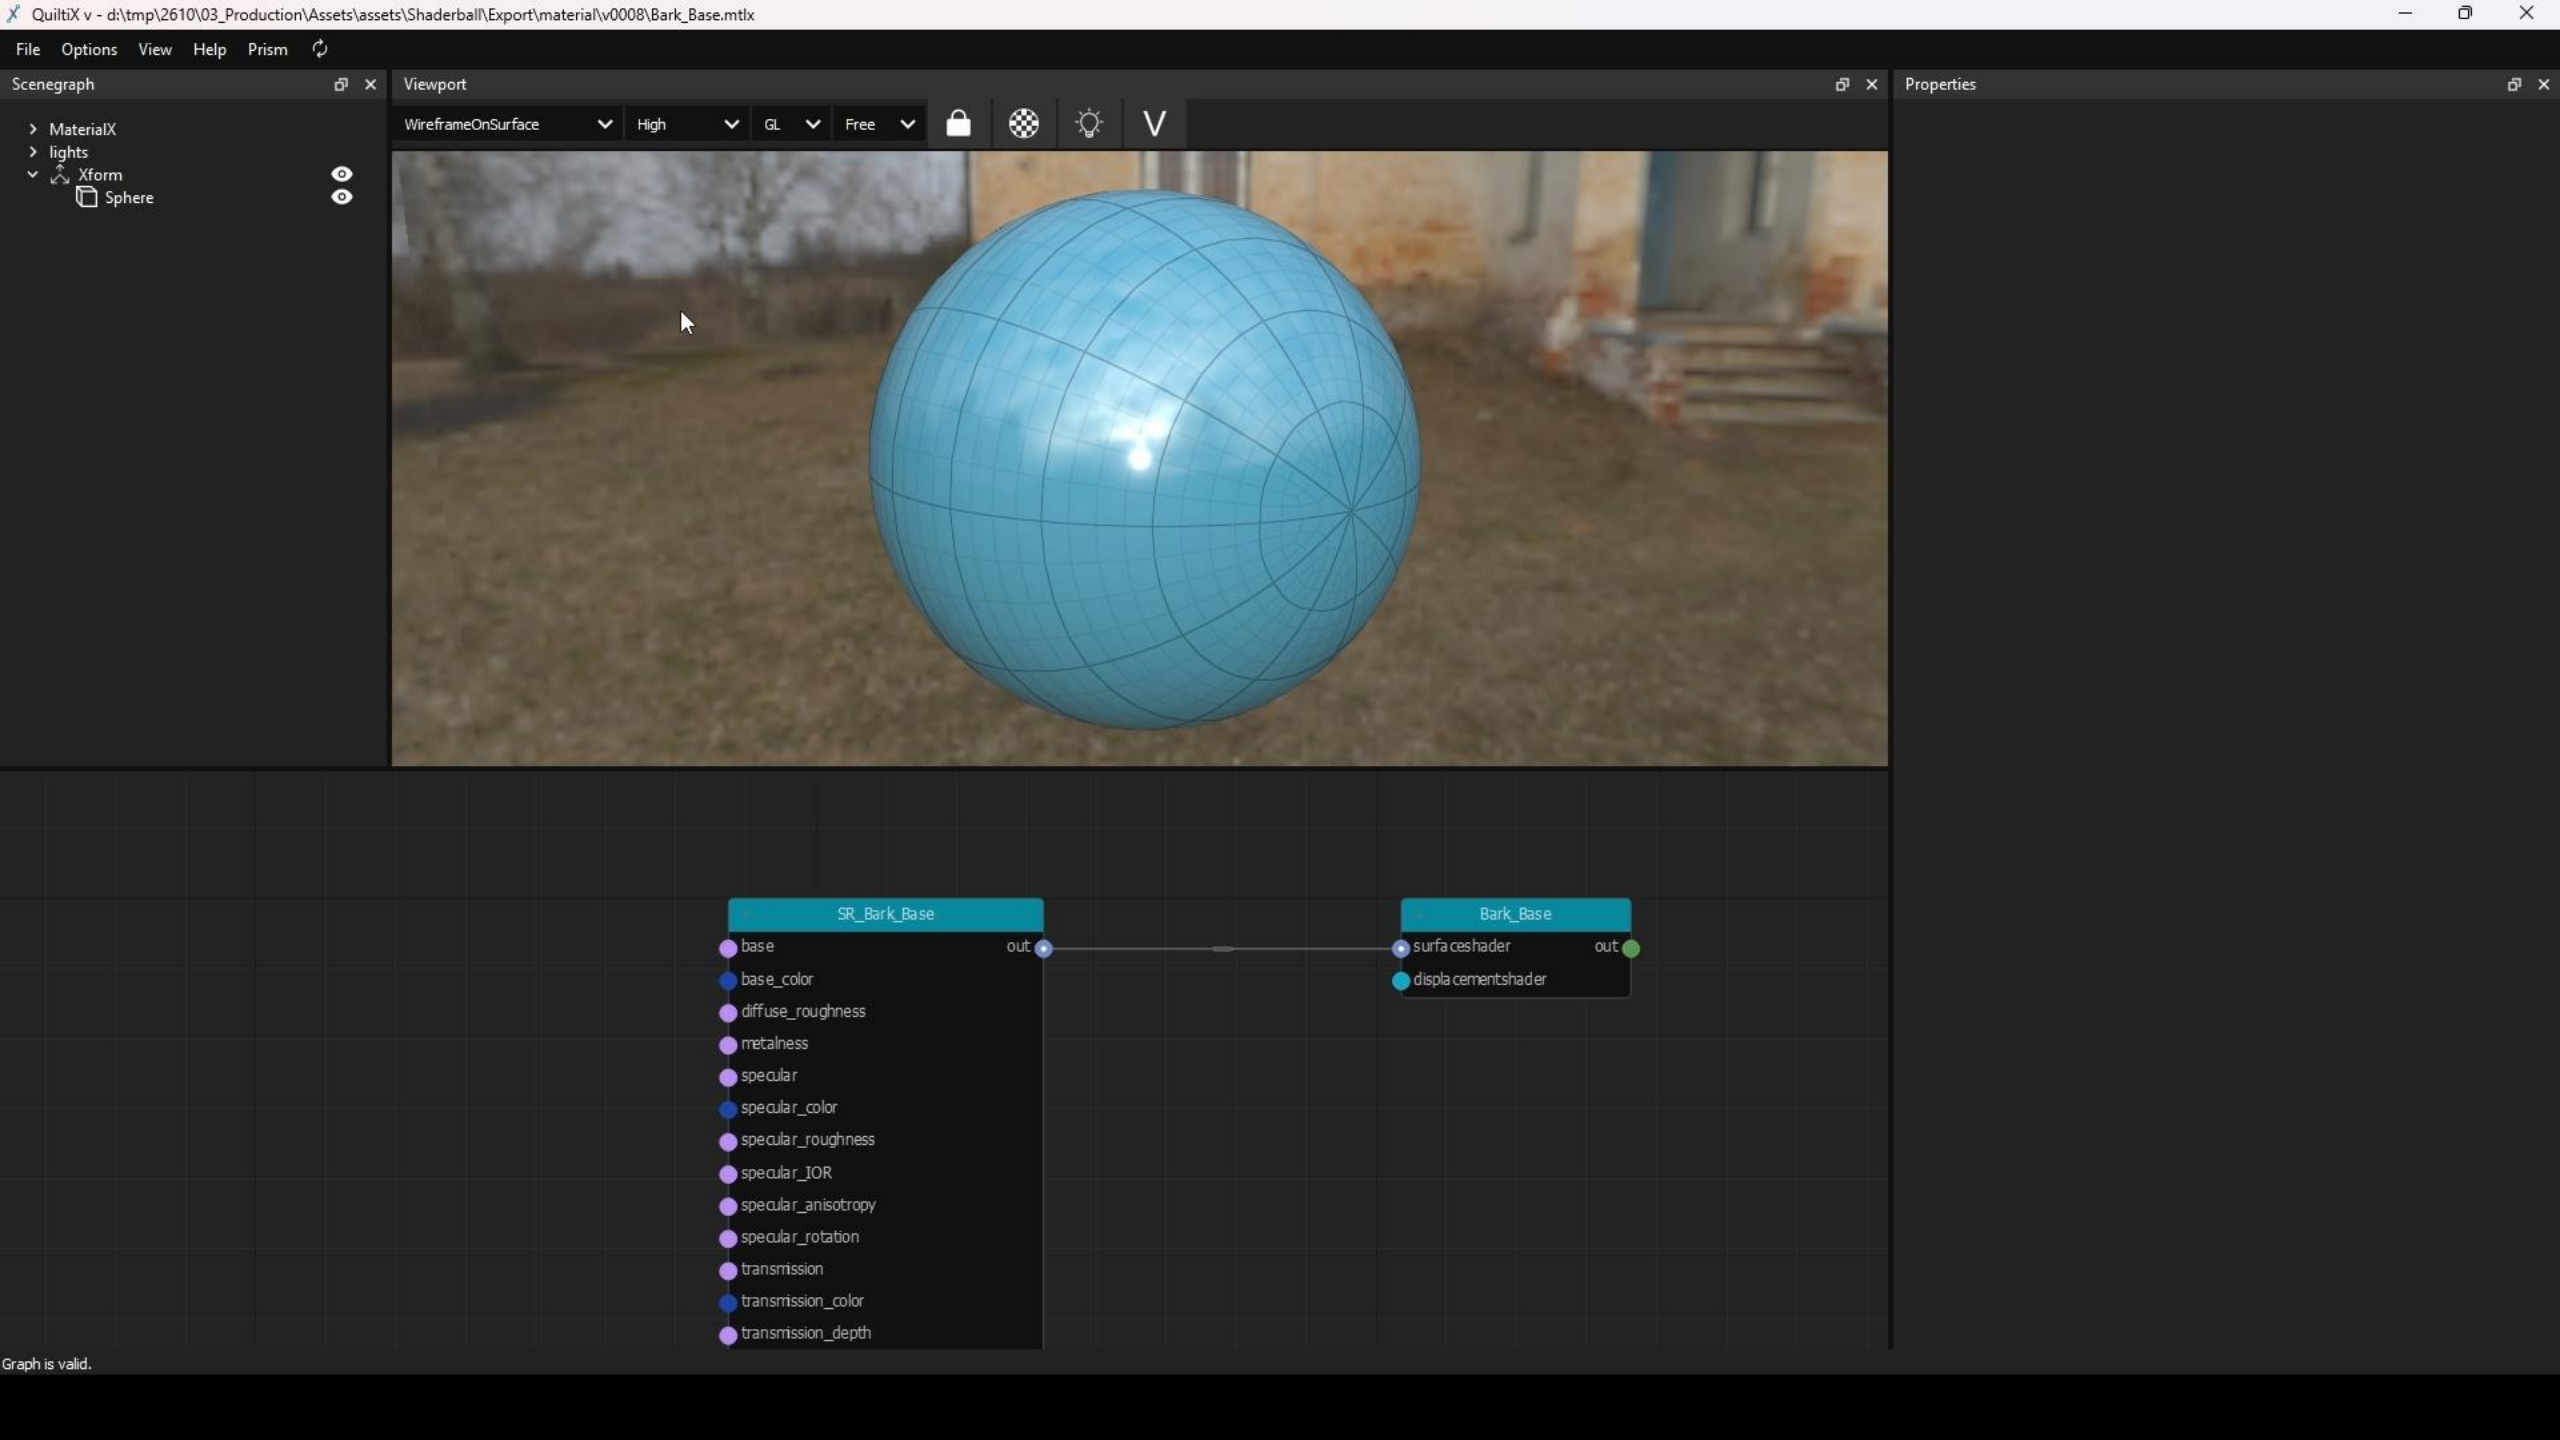 QuiltiX v - d:\tmp\2610\03_Production\Assets\assets\Shaderball\Export\material\v0008\Bark_Base.mtlx
File Options View Help Prism
Scenegraph
Viewport
Properties
WireframeOnSurface High GL Free V
MaterialX
lights
Xform
Sphere
SR_Bark_Base
base out
base_color
diffuse_roughness
metalness
specular
specular_color
specular_roughness
specular_IOR
specular_anisotropy
specular_rotation
transmission
transmission_color
transmission_depth
Bark_Base
surfaceshader out
displacementshader
Graph is valid.